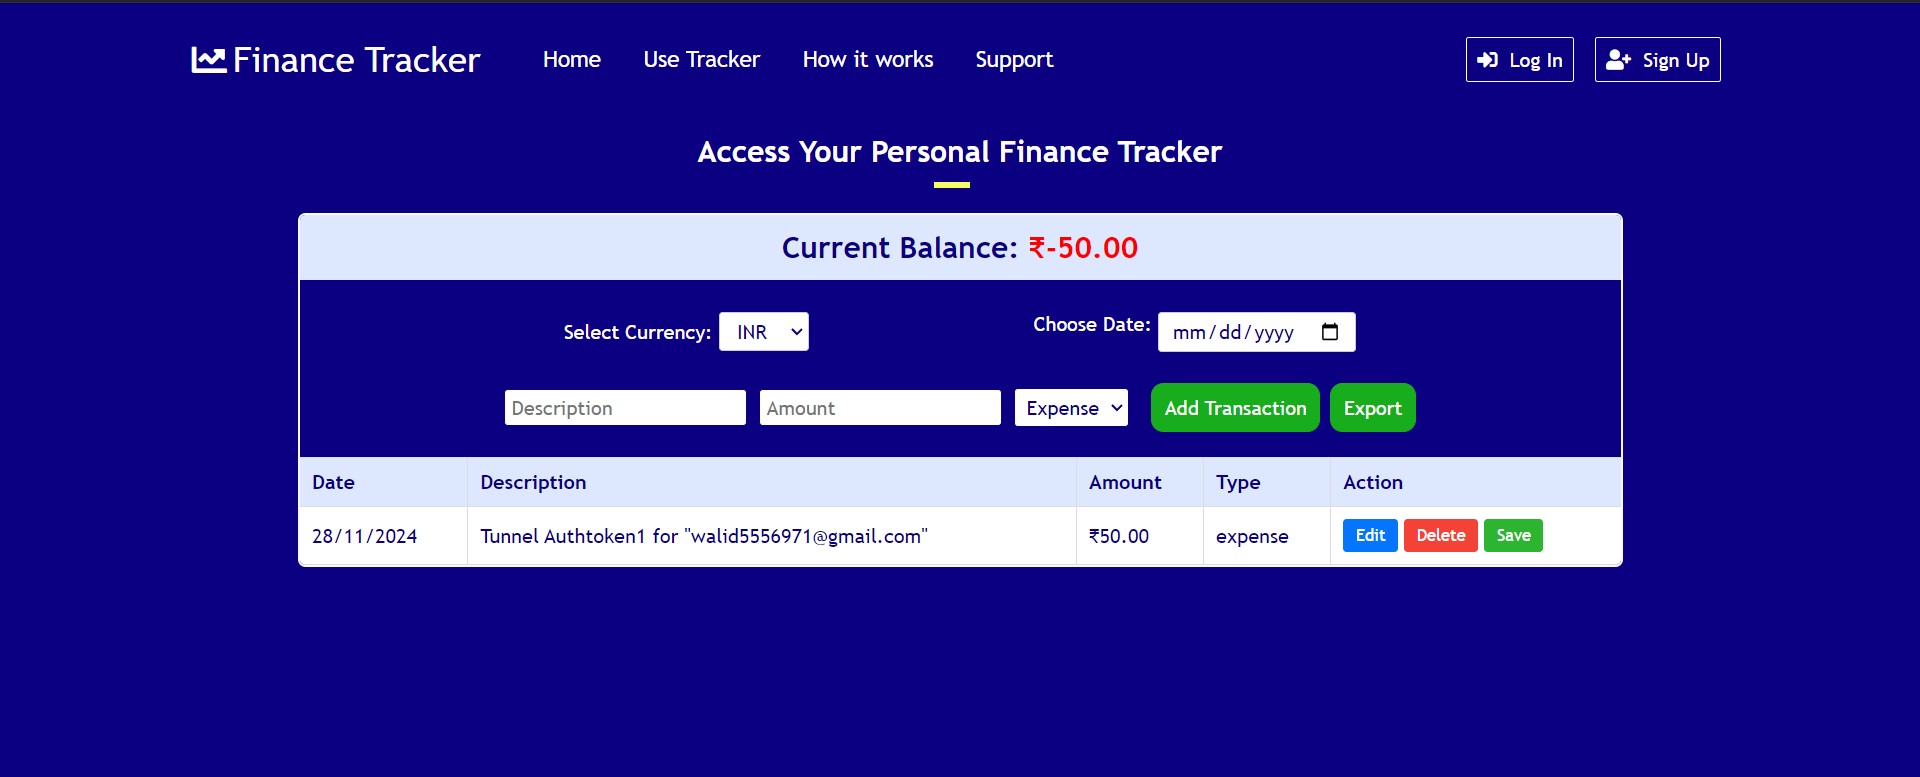 Finance Tracker Home Use Tracker How it works Support Log In Sign Up
Access Your Personal Finance Tracker
Current Balance: ₹-50.00
Select Currency: INR Choose Date: mm/dd/yyyy
Description Amount Expense Add Transaction Export
Date Description Amount Type Action
28/11/2024 Tunnel Authtoken1 for "walid5556971@gmail.com" ₹50.00 expense Edit Delete Save